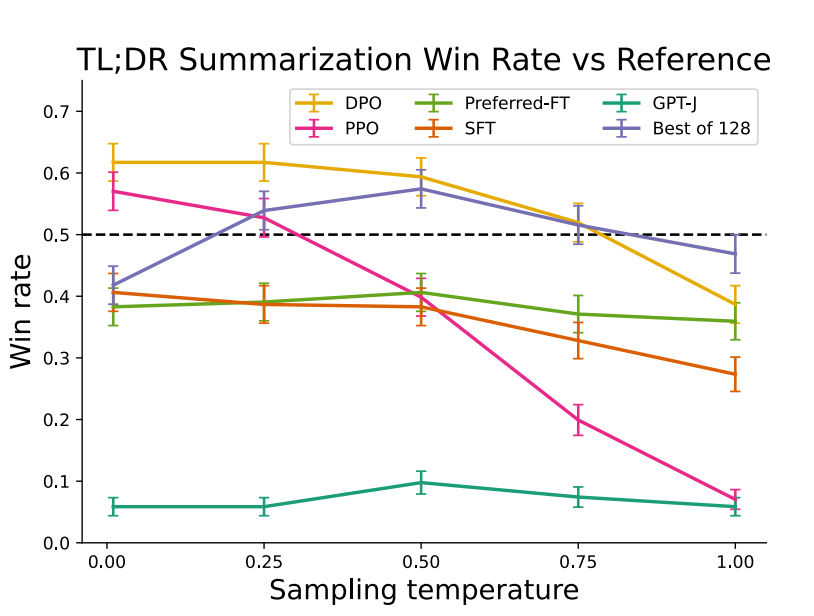 TL;DR Summarization Win Rate vs Reference
DPO
PPO
Preferred-FT
SFT
GPT-J
Best of 128
Win rate
0.7
0.6
0.5
0.4
0.3
0.2
0.1
0.0
0.00 0.25 0.50 0.75 1.00
Sampling temperature